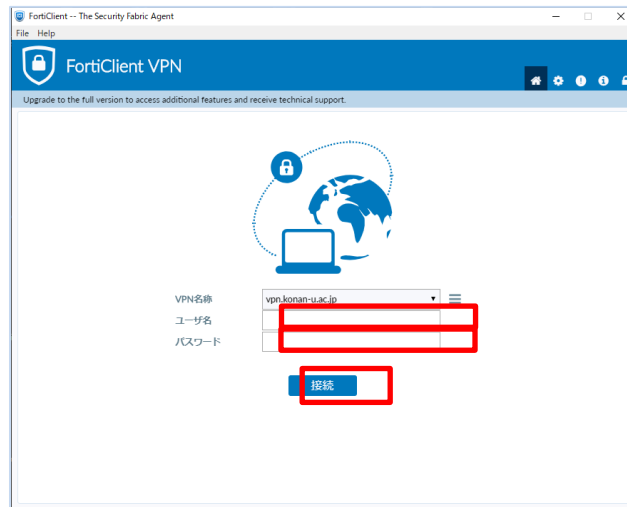 FortiClient -- The Security Fabric Agent
File Help
FortiClient VPN
Upgrade to the full version to access additional features and receive technical support.
VPN名称 vpn.konan-u.ac.jp
ユーザ名
パスワード
接続